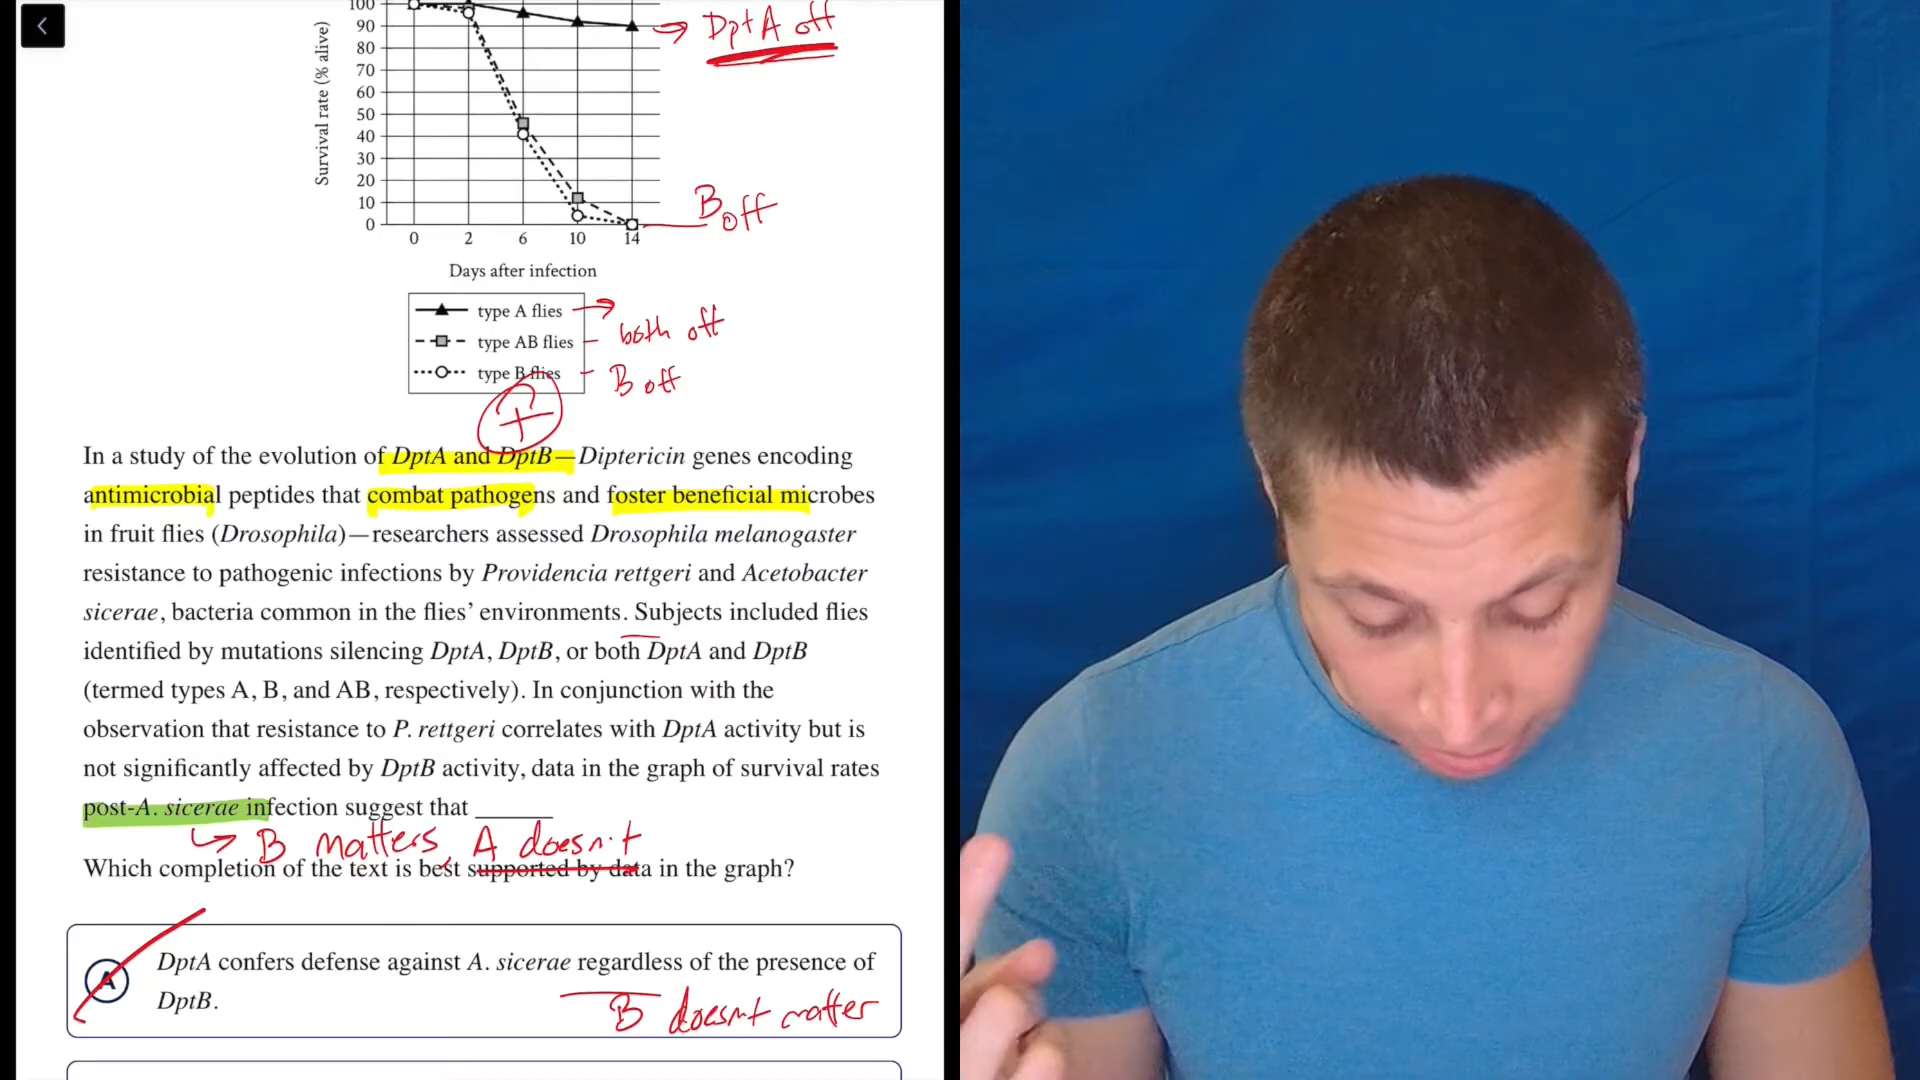 100
90
80
70
60
50
40
30
20
10
0
Survival rate (% alive)
0 2 6 10 14
Days after infection
DptA off
B off
type A flies
type AB flies
type B flies
both off
B off
In a study of the evolution of DptA and DptB—Diptericin genes encoding
antimicrobial peptides that combat pathogens and foster beneficial microbes
in fruit flies (Drosophila)—researchers assessed Drosophila melanogaster
resistance to pathogenic infections by Providencia rettgeri and Acetobacter
sicerae, bacteria common in the flies’ environments. Subjects included flies
identified by mutations silencing DptA, DptB, or both DptA and DptB
(termed types A, B, and AB, respectively). In conjunction with the
observation that resistance to P. rettgeri correlates with DptA activity but is
not significantly affected by DptB activity, data in the graph of survival rates
post-A. sicerae infection suggest that ______
B matters, A doesn't
Which completion of the text is best supported by data in the graph?
A
DptA confers defense against A. sicerae regardless of the presence of
DptB.
B doesn't matter